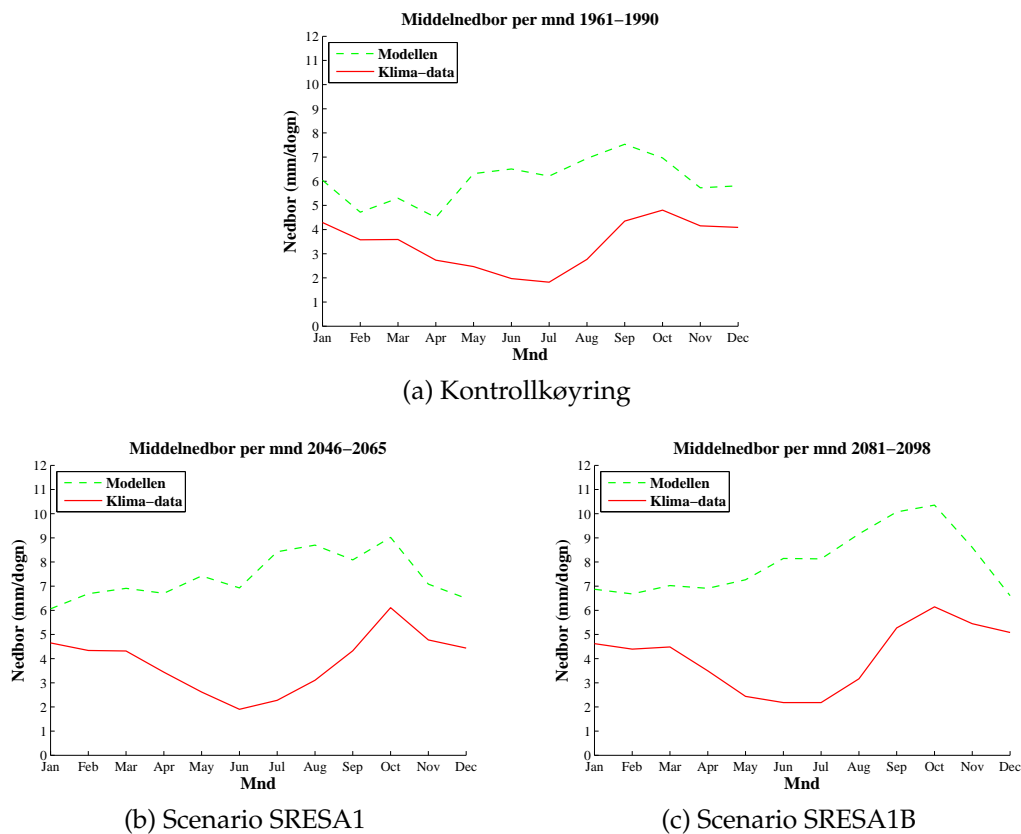 Middelnedbor per mnd 1961−1990
12
11
10
9
8
7
6
5
4
3
2
1
0
Nedbor (mm/dogn)
Modellen
Klima−data
Jan Feb Mar Apr May Jun Jul Aug Sep Oct Nov Dec
Mnd
(a) Kontrollkøyring
Middelnedbor per mnd 2046−2065
12
11
10
9
8
7
6
5
4
3
2
1
0
Nedbor (mm/dogn)
Modellen
Klima−data
Jan Feb Mar Apr May Jun Jul Aug Sep Oct Nov Dec
Mnd
(b) Scenario SRESA1
Middelnedbor per mnd 2081−2098
12
11
10
9
8
7
6
5
4
3
2
1
0
Nedbor (mm/dogn)
Modellen
Klima−data
Jan Feb Mar Apr May Jun Jul Aug Sep Oct Nov Dec
Mnd
(c) Scenario SRESA1B